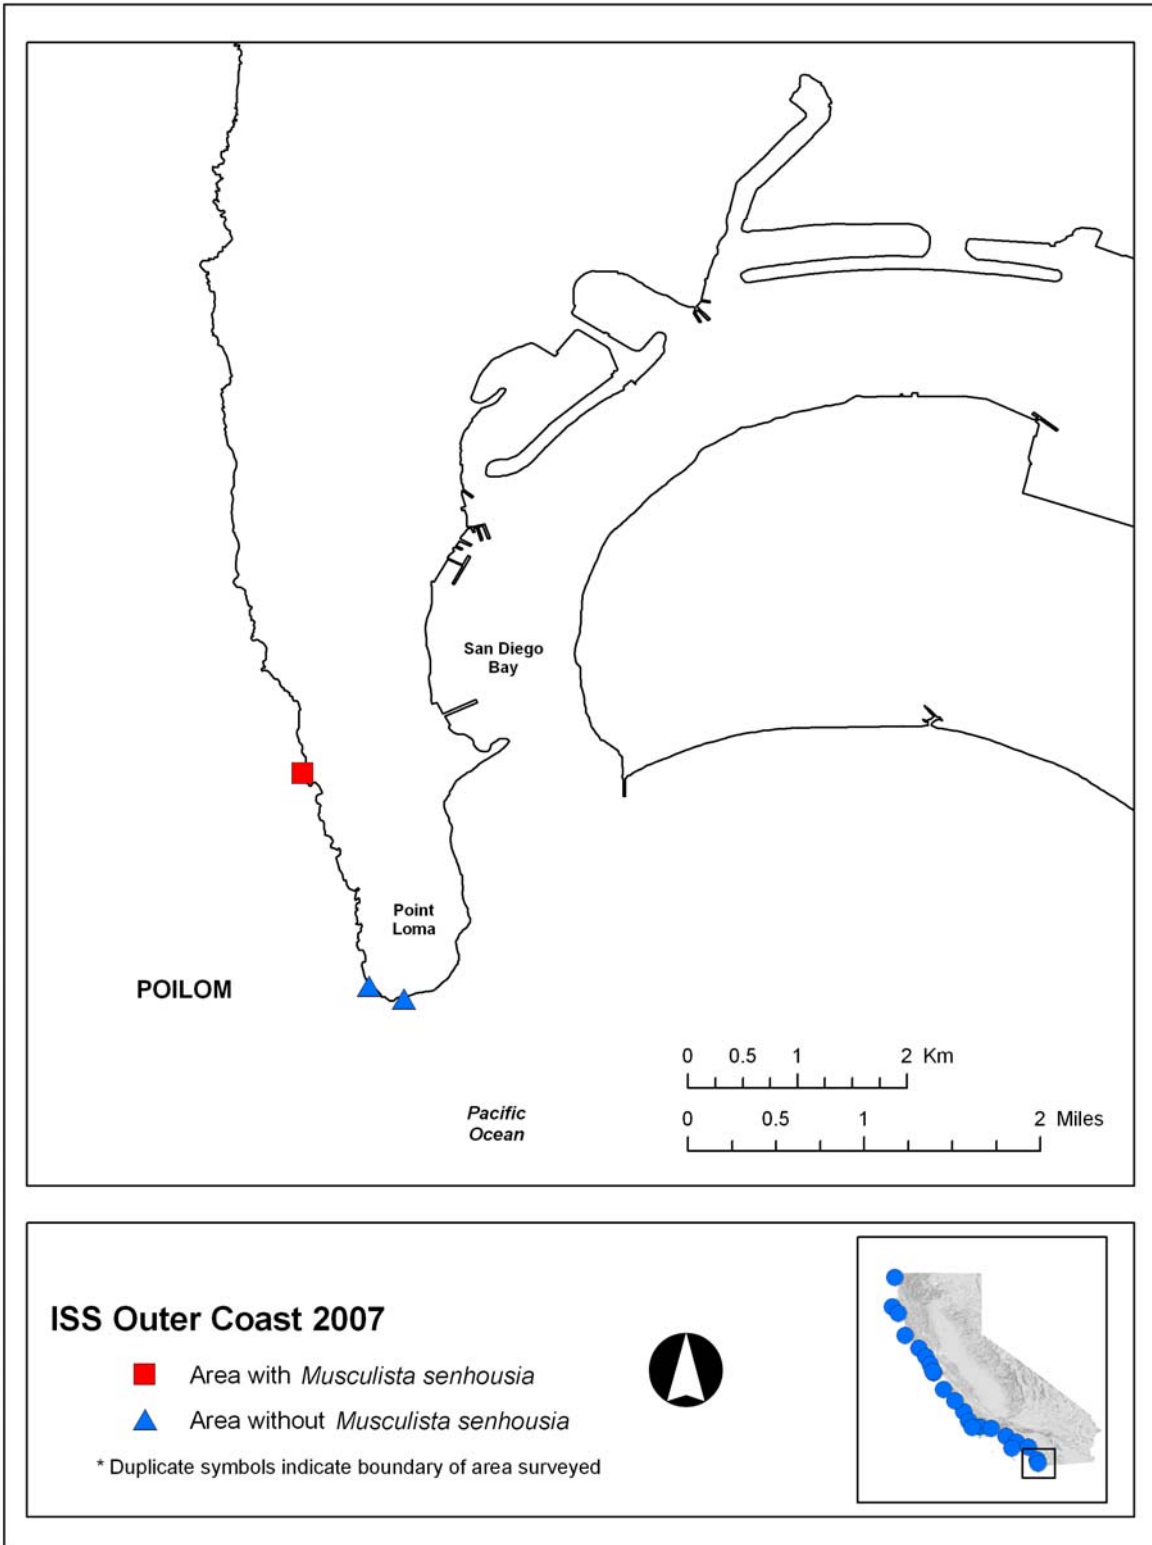 San Diego
Bay
Point
Loma
POILOM
0 0.5 1 2 Km
Pacific
Ocean
0 0.5 1 2 Miles
ISS Outer Coast 2007
Area with Musculista senhousia
Area without Musculista senhousia
* Duplicate symbols indicate boundary of area surveyed